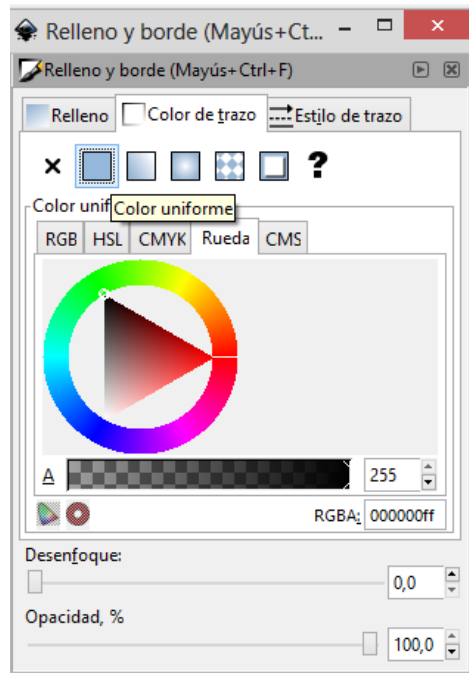 Relleno y borde (Mayús+Ct...
Relleno y borde (Mayús+Ctrl+F)
Relleno Color de trazo Estilo de trazo
?
Color unif Color uniforme
RGB HSL CMYK Rueda CMS
A 255
RGBA: 000000ff
Desenfoque:
0,0
Opacidad, %
100,0